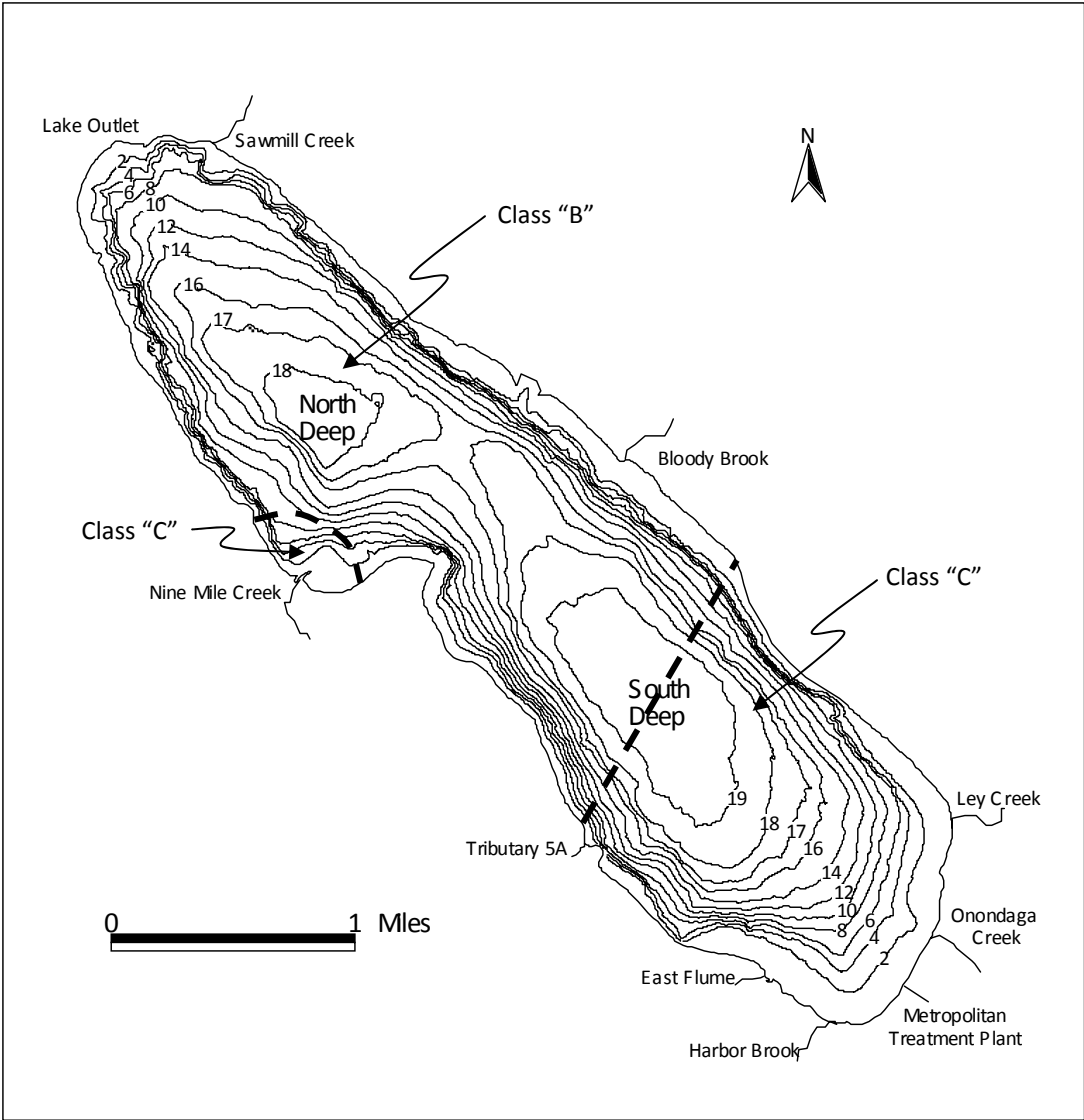 Lake Outlet
Sawmill Creek
N
2
4
6
8
10
12
14
16
17
18
Class “B”
North
Deep
Bloody Brook
Class “C”
Nine Mile Creek
Class “C”
South
Deep
19
18
17
16
14
12
10
8
6
4
2
Ley Creek
Tributary 5A
0 1 Miles
Onondaga
Creek
East Flume
Metropolitan
Treatment Plant
Harbor Brook